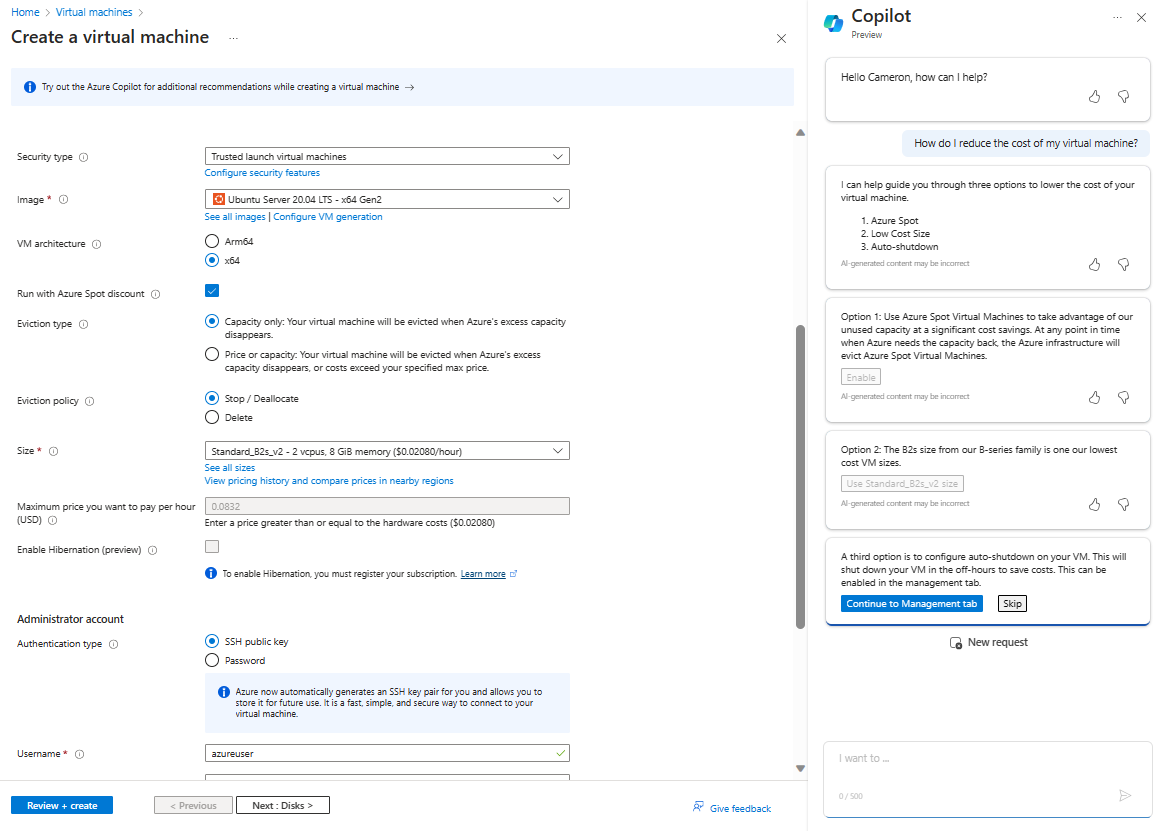 Home > Virtual machines >
Create a virtual machine ...
Try out the Azure Copilot for additional recommendations while creating a virtual machine →
Security type
Trusted launch virtual machines
Configure security features
Image *
Ubuntu Server 20.04 LTS - x64 Gen2
See all images | Configure VM generation
VM architecture
Arm64
x64
Run with Azure Spot discount
Eviction type
Capacity only: Your virtual machine will be evicted when Azure's excess capacity
disappears.
Price or capacity: Your virtual machine will be evicted when Azure's excess
capacity disappears, or costs exceed your specified max price.
Eviction policy
Stop / Deallocate
Delete
Size *
Standard_B2s_v2 - 2 vcpus, 8 GiB memory ($0.02080/hour)
See all sizes
View pricing history and compare prices in nearby regions
Maximum price you want to pay per hour
(USD)
0.0832
Enter a price greater than or equal to the hardware costs ($0.02080)
Enable Hibernation (preview)
To enable Hibernation, you must register your subscription. Learn more
Administrator account
Authentication type
SSH public key
Password
Azure now automatically generates an SSH key pair for you and allows you to
store it for future use. It is a fast, simple, and secure way to connect to your
virtual machine.
Username *
azureuser
Review + create
< Previous
Next : Disks >
Give feedback
Copilot
Preview
...
Hello Cameron, how can I help?
How do I reduce the cost of my virtual machine?
I can help guide you through three options to lower the cost of your
virtual machine.
1. Azure Spot
2. Low Cost Size
3. Auto-shutdown
AI-generated content may be incorrect
Option 1: Use Azure Spot Virtual Machines to take advantage of our
unused capacity at a significant cost savings. At any point in time
when Azure needs the capacity back, the Azure infrastructure will
evict Azure Spot Virtual Machines.
Enable
AI-generated content may be incorrect
Option 2: The B2s size from our B-series family is one our lowest
cost VM sizes.
Use Standard_B2s_v2 size
AI-generated content may be incorrect
A third option is to configure auto-shutdown on your VM. This will
shut down your VM in the off-hours to save costs. This can be
enabled in the management tab.
Continue to Management tab
Skip
New request
I want to ...
0 / 500